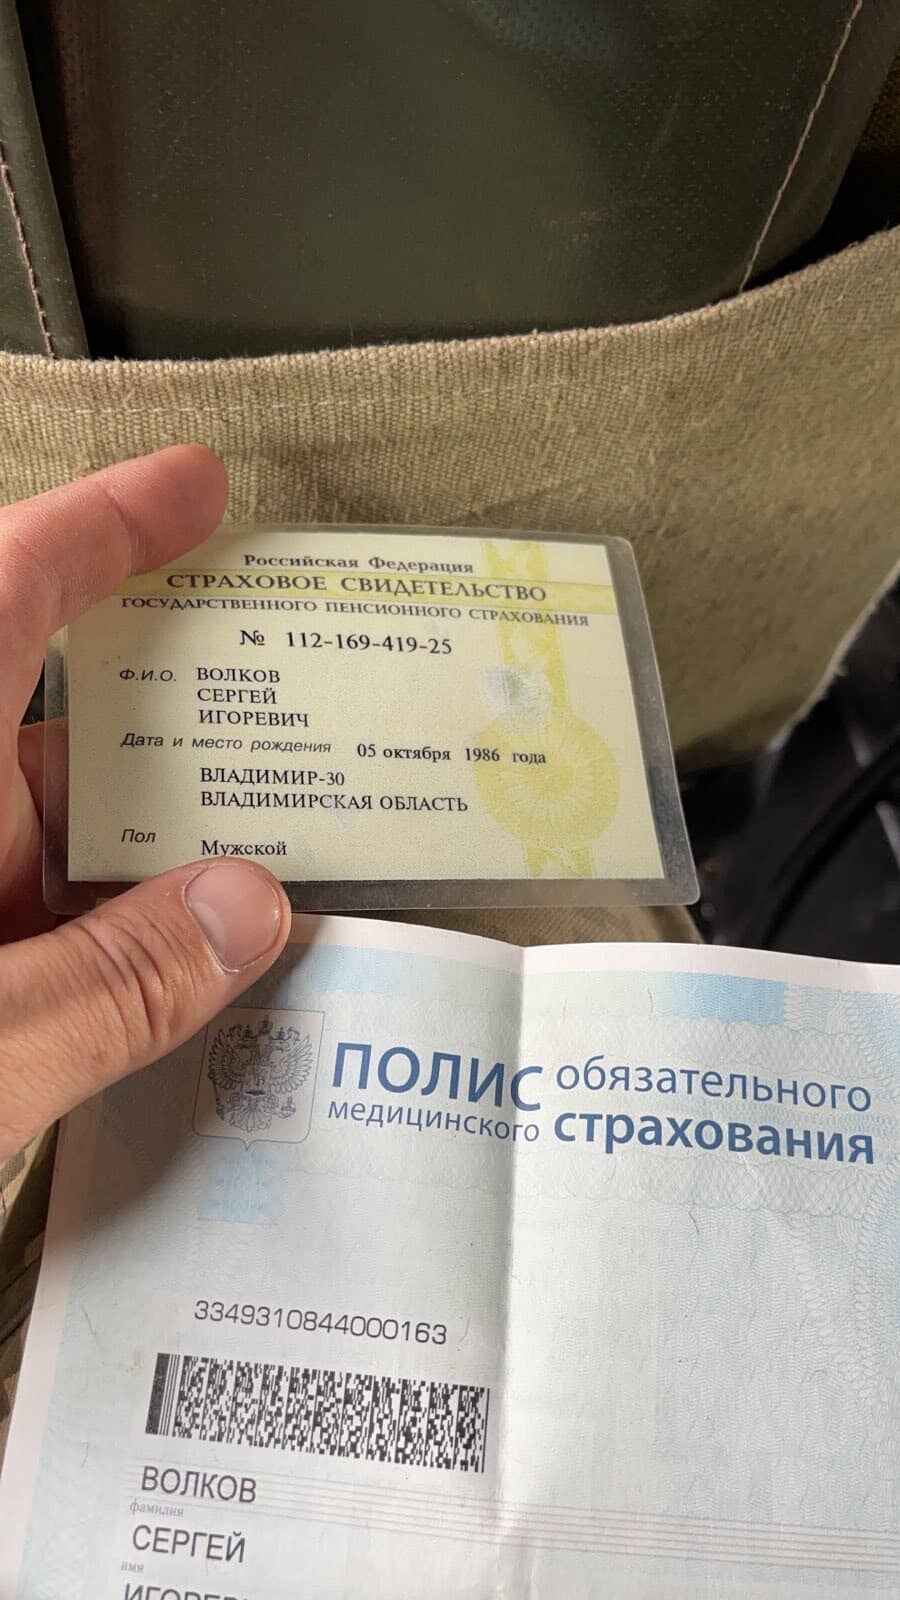 Российская Федерация
СТРАХОВОЕ СВИДЕТЕЛЬСТВО
ГОСУДАРСТВЕННОГО ПЕНСИОННОГО СТРАХОВАНИЯ
№ 112-169-419-25
Ф.И.О. ВОЛКОВ
СЕРГЕЙ
ИГОРЕВИЧ
Дата и место рождения 05 октября 1986 года
ВЛАДИМИР-30
ВЛАДИМИРСКАЯ ОБЛАСТЬ
Пол Мужской
ПОЛИС обязательного
медицинского страхования
3349310844000163
ВОЛКОВ
фамилия
СЕРГЕЙ
имя